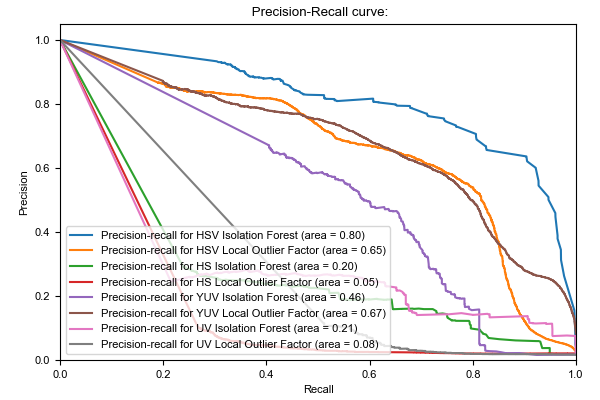 Precision-Recall curve:
1.0
0.8
0.6
0.4
0.2
0.0
Precision
Precision-recall for HSV Isolation Forest (area = 0.80)
Precision-recall for HSV Local Outlier Factor (area = 0.65)
Precision-recall for HS Isolation Forest (area = 0.20)
Precision-recall for HS Local Outlier Factor (area = 0.05)
Precision-recall for YUV Isolation Forest (area = 0.46)
Precision-recall for YUV Local Outlier Factor (area = 0.67)
Precision-recall for UV Isolation Forest (area = 0.21)
Precision-recall for UV Local Outlier Factor (area = 0.08)
0.0 0.2 0.4 0.6 0.8 1.0
Recall